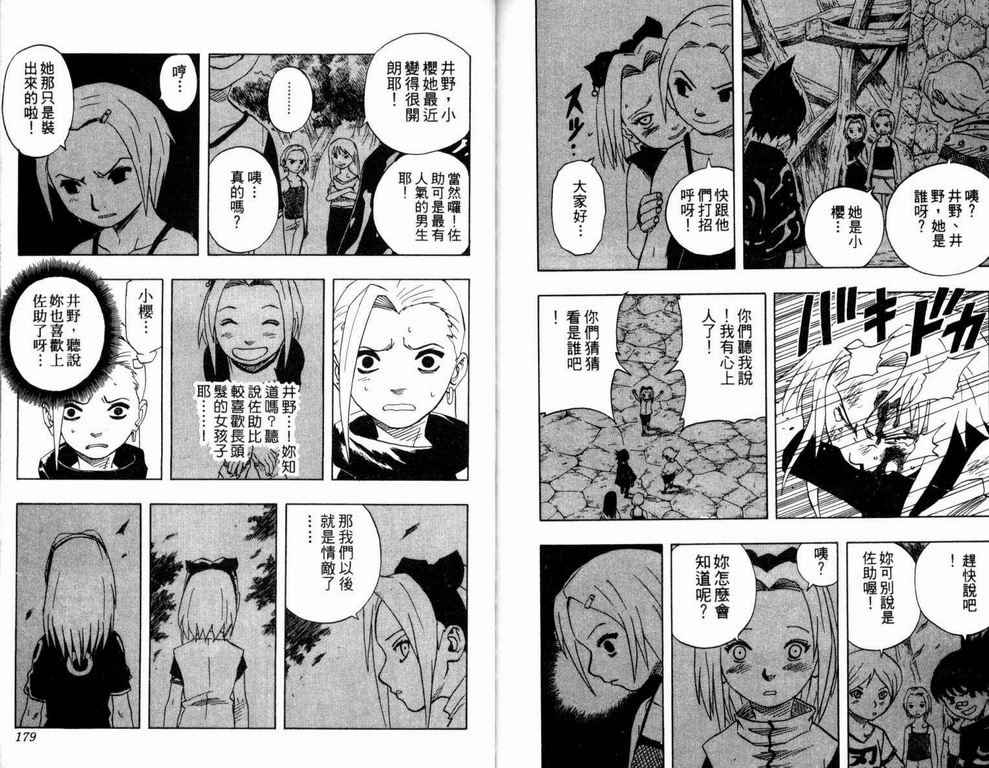 咦？
井野、井
野，她是
誰呀？
她是小
櫻…
快跟他
們打招
呼呀！
ス…
大家好…
ドカ
バキ
你們聽我說
！我有心上
人了！
你們猜猜
看是誰吧
！
趕快說吧
！
妳可別說是
佐助喔！
咦？
妳怎麼會
知道呢？
井野，小
櫻她最近
變得很開
朗耶！
當然囉！佐
助可是最有
人氣的男生
耶！
………
咦…
真的嗎？
哼…
她那只是裝
出來的啦！
井野…！妳知
道嗎？聽
說佐助比
較喜歡長頭
髮的女孩子
耶……！
小櫻…
井野，聽說
妳也喜歡上
佐助了呀…
那我們以後
就是情敵了
……
179